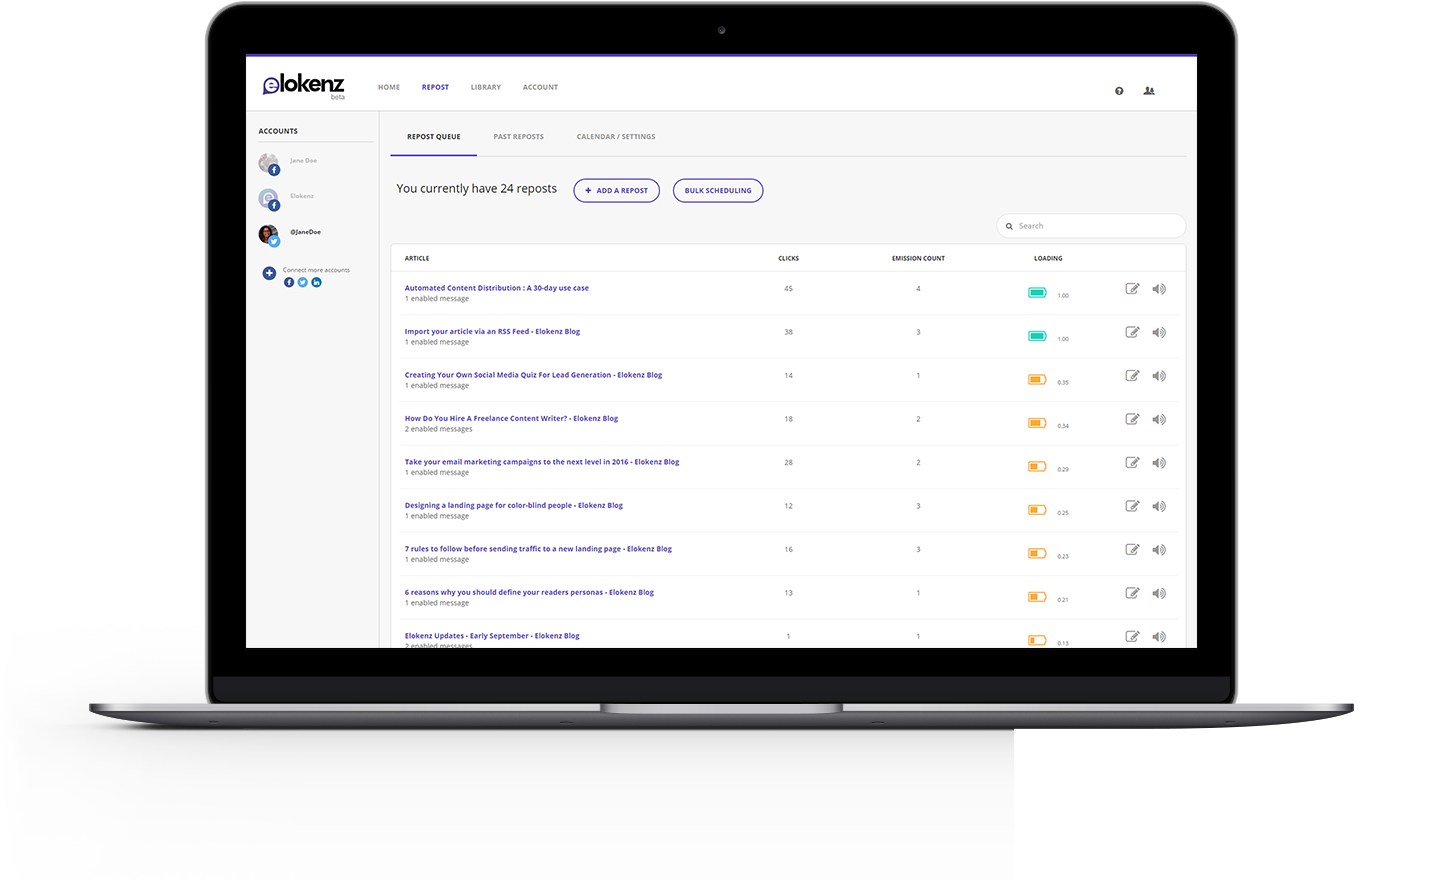 elokenz
beta
HOME REPOST LIBRARY ACCOUNT
ACCOUNTS
Jane Doe
Elokenz
@JaneDoe
Connect more accounts
REPOST QUEUE PAST REPOSTS CALENDAR / SETTINGS
You currently have 24 reposts + ADD A REPOST BULK SCHEDULING
Search
ARTICLE CLICKS EMISSION COUNT LOADING
Automated Content Distribution : A 30-day use case 45 4 1.00
1 enabled message
Import your article via an RSS Feed - Elokenz Blog 38 3 1.00
1 enabled message
Creating Your Own Social Media Quiz For Lead Generation - Elokenz Blog 14 1 0.35
1 enabled message
How Do You Hire A Freelance Content Writer? - Elokenz Blog 18 2 0.34
2 enabled messages
Take your email marketing campaigns to the next level in 2016 - Elokenz Blog 28 2 0.29
1 enabled message
Designing a landing page for color-blind people - Elokenz Blog 12 3 0.25
1 enabled message
7 rules to follow before sending traffic to a new landing page - Elokenz Blog 16 3 0.23
1 enabled message
6 reasons why you should define your readers personas - Elokenz Blog 13 1 0.21
1 enabled message
Elokenz Updates - Early September - Elokenz Blog 1 1 0.13
2 enabled messages